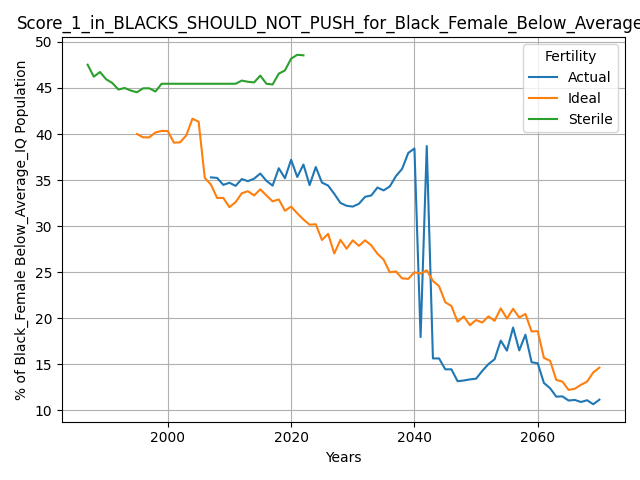 Score_1_in_BLACKS_SHOULD_NOT_PUSH_for_Black_Female_Below_Average
% of Black_Female Below_Average_IQ Population
50
45
40
35
30
25
20
15
10
Fertility
Actual
Ideal
Sterile
2000
2020
2040
2060
Years